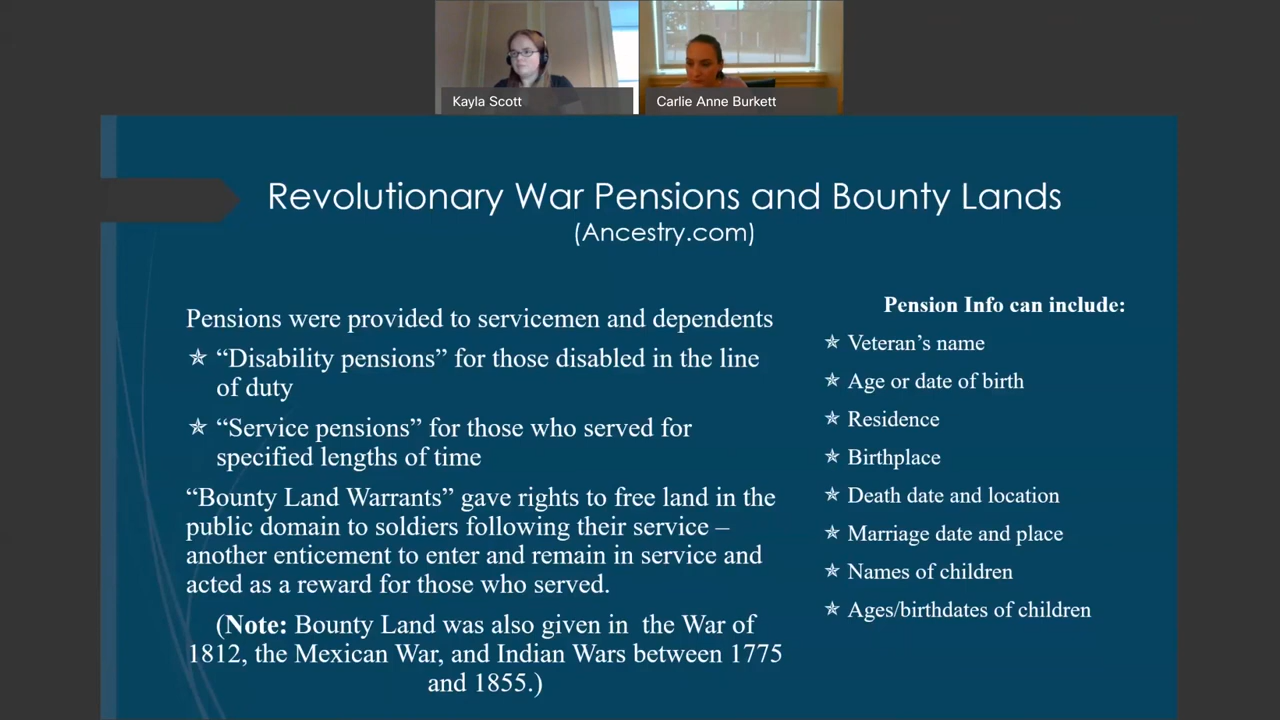 Kayla Scott
Carlie Anne Burkett
Revolutionary War Pensions and Bounty Lands
(Ancestry.com)
Pensions were provided to servicemen and dependents
✯ “Disability pensions” for those disabled in the line
of duty
✯ “Service pensions” for those who served for
specified lengths of time
“Bounty Land Warrants” gave rights to free land in the
public domain to soldiers following their service –
another enticement to enter and remain in service and
acted as a reward for those who served.
(Note: Bounty Land was also given in  the War of
1812, the Mexican War, and Indian Wars between 1775
and 1855.)
Pension Info can include:
✯ Veteran’s name
✯ Age or date of birth
✯ Residence
✯ Birthplace
✯ Death date and location
✯ Marriage date and place
✯ Names of children
✯ Ages/birthdates of children